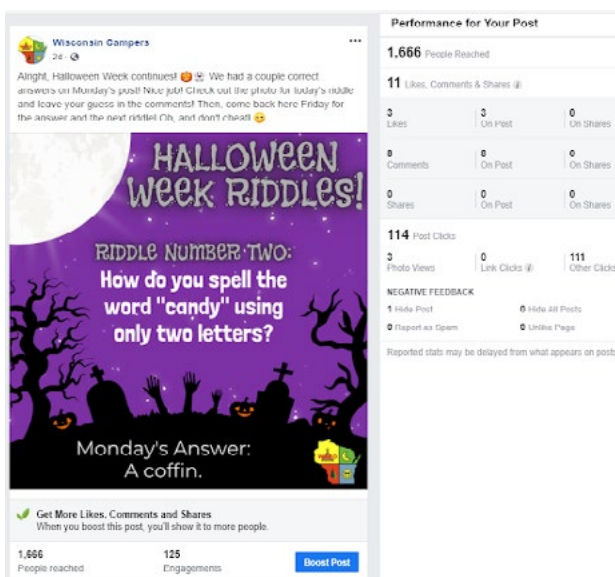 Wisconsin Campers
2d
Alright, Halloween Week continues! 🎃 👻 We had a couple correct
answers on Monday's post! Nice job! Check out the photo for today's riddle
and leave your guess in the comments! Then, come back here Friday for
the answer and the next riddle! Oh, and don't cheat! 😊
HALLOWEEN
WEEK RIDDLES!
RIDDLE NUMBER TWO:
How do you spell the
word "candy" using
only two letters?
Monday's Answer:
A coffin.
Get More Likes, Comments and Shares
When you boost this post, you'll show it to more people.
1,666
People reached
125
Engagements
Boost Post
Performance for Your Post
1,666 People Reached
11 Likes, Comments & Shares
3
Likes
3
On Post
0
On Shares
8
Comments
8
On Post
0
On Shares
0
Shares
0
On Post
0
On Shares
114 Post Clicks
3
Photo Views
0
Link Clicks
111
Other Clicks
NEGATIVE FEEDBACK
1 Hide Post
6 Hide All Posts
0 Report as Spam
0 Unlike Page
Reported stats may be delayed from what appears on posts